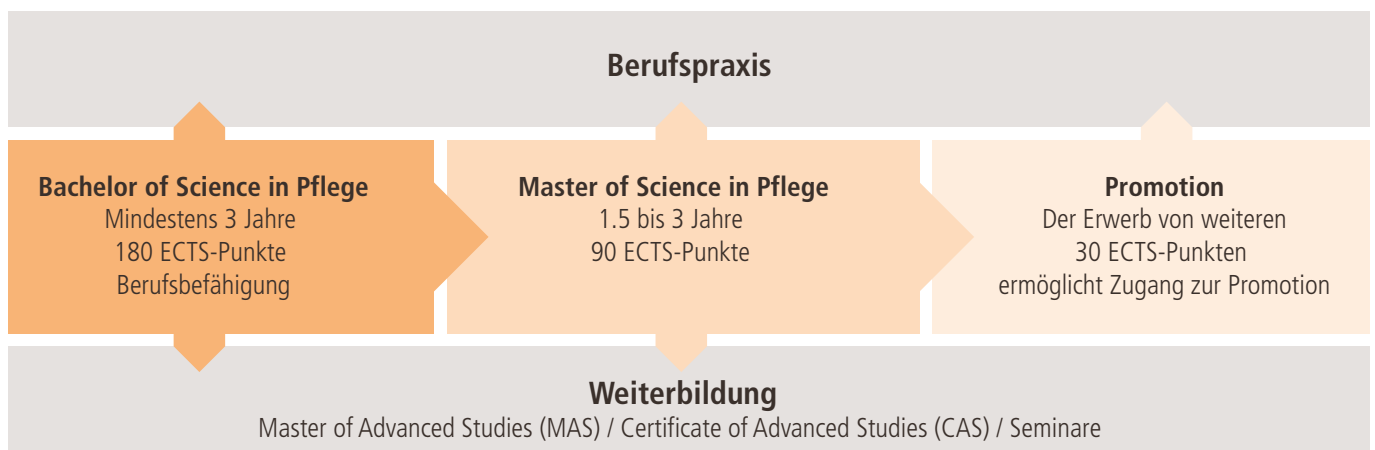 Berufspraxis
Bachelor of Science in Pflege
Mindestens 3 Jahre
180 ECTS-Punkte
Berufsbefähigung
Master of Science in Pflege
1.5 bis 3 Jahre
90 ECTS-Punkte
Promotion
Der Erwerb von weiteren
30 ECTS-Punkten
ermöglicht Zugang zur Promotion
Weiterbildung
Master of Advanced Studies (MAS) / Certificate of Advanced Studies (CAS) / Seminare